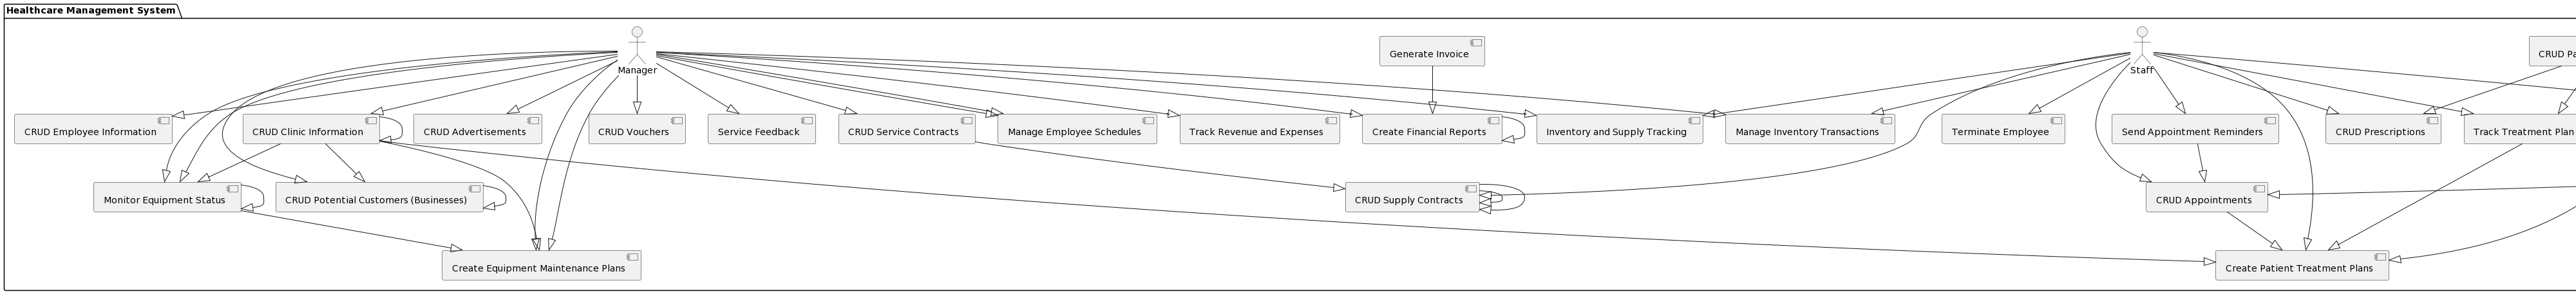 Healthcare Management System
Manager
Generate Invoice
Staff
CRUD Pa
CRUD Employee Information
CRUD Clinic Information
CRUD Advertisements
CRUD Vouchers
Service Feedback
CRUD Service Contracts
Manage Employee Schedules
Track Revenue and Expenses
Create Financial Reports
Inventory and Supply Tracking
Manage Inventory Transactions
Terminate Employee
Send Appointment Reminders
CRUD Prescriptions
Track Treatment Plan
Monitor Equipment Status
CRUD Potential Customers (Businesses)
CRUD Supply Contracts
CRUD Appointments
Create Equipment Maintenance Plans
Create Patient Treatment Plans